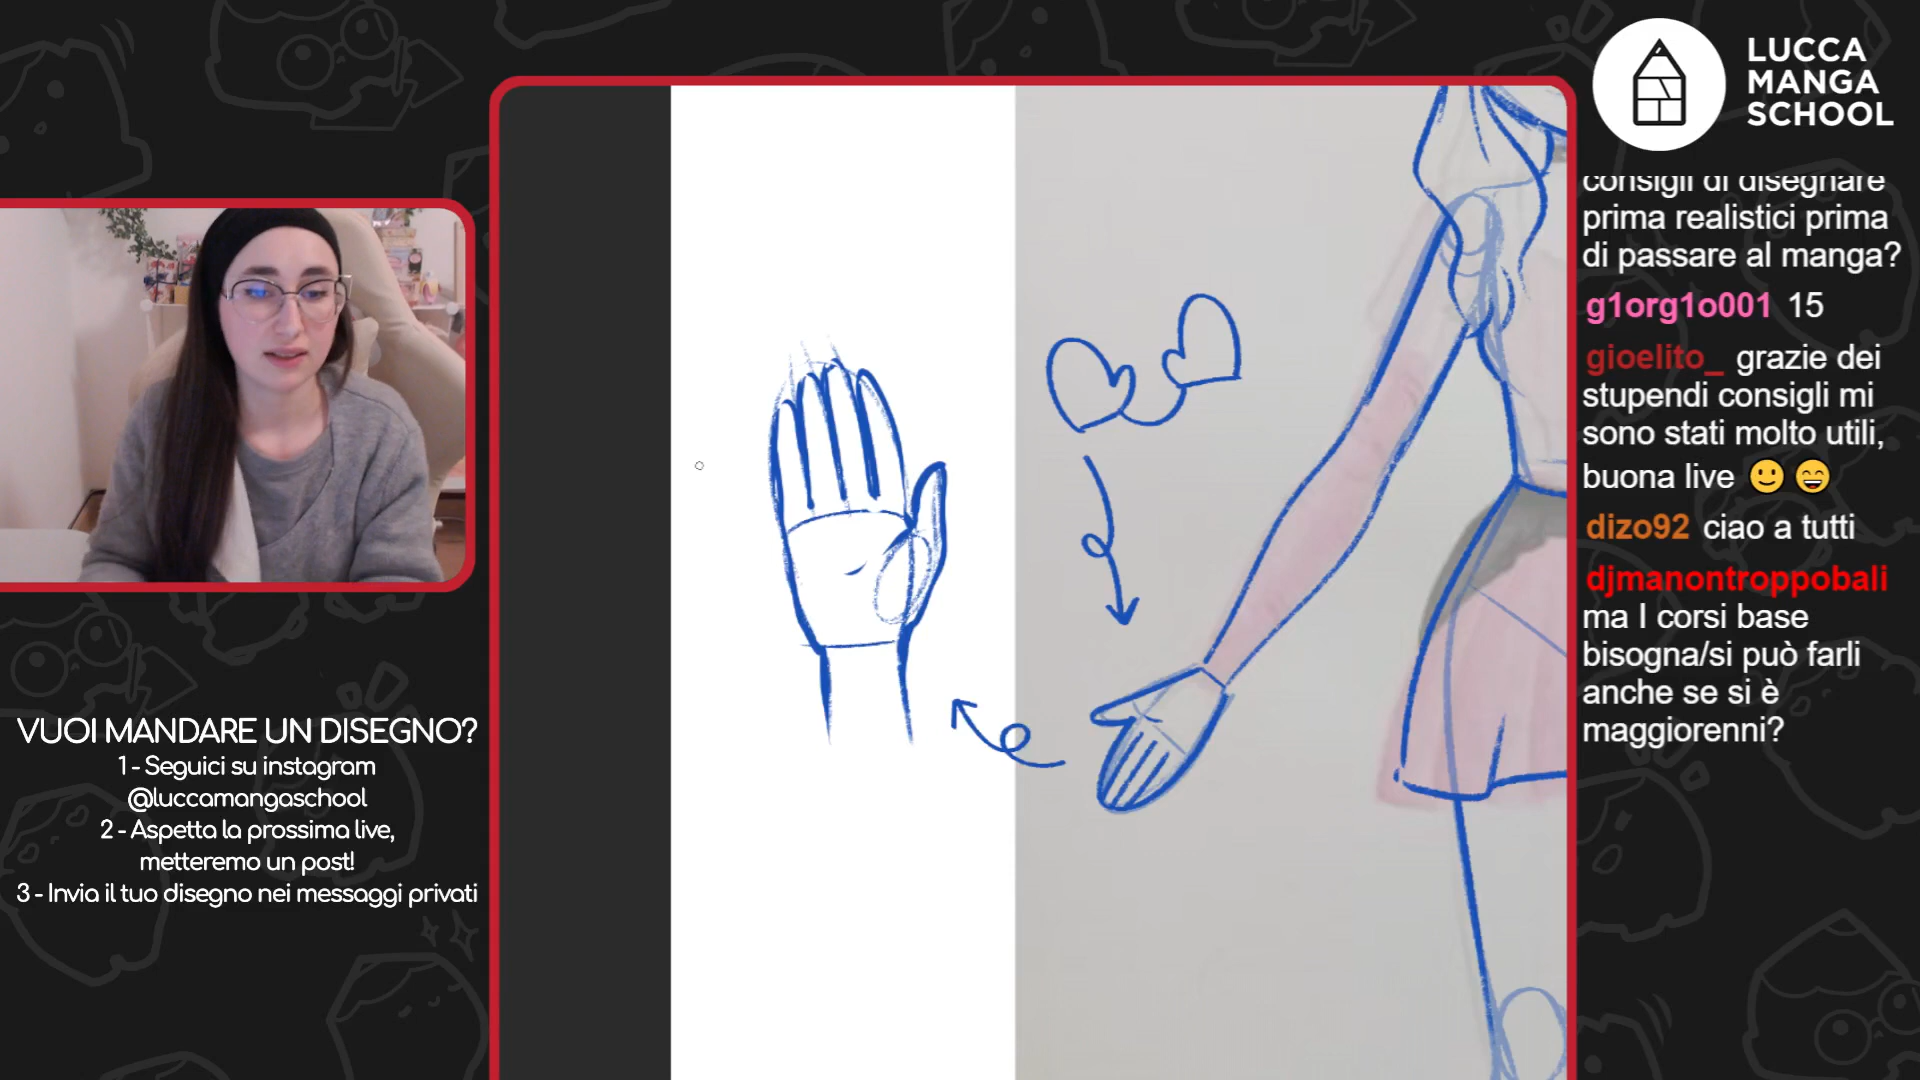 LUCCA
MANGA
SCHOOL
consigli di disegnare
prima realistici prima
di passare al manga?
g1org1o001 15
gioelito_ grazie dei
stupendi consigli mi
sono stati molto utili,
buona live 🙂 😄
dizo92 ciao a tutti
djmanontroppobali
ma I corsi base
bisogna/si può farli
anche se si è
maggiorenni?
VUOI MANDARE UN DISEGNO?
1 - Seguici su instagram
@luccamangaschool
2 - Aspetta la prossima live,
metteremo un post!
3 - Invia il tuo disegno nei messaggi privati